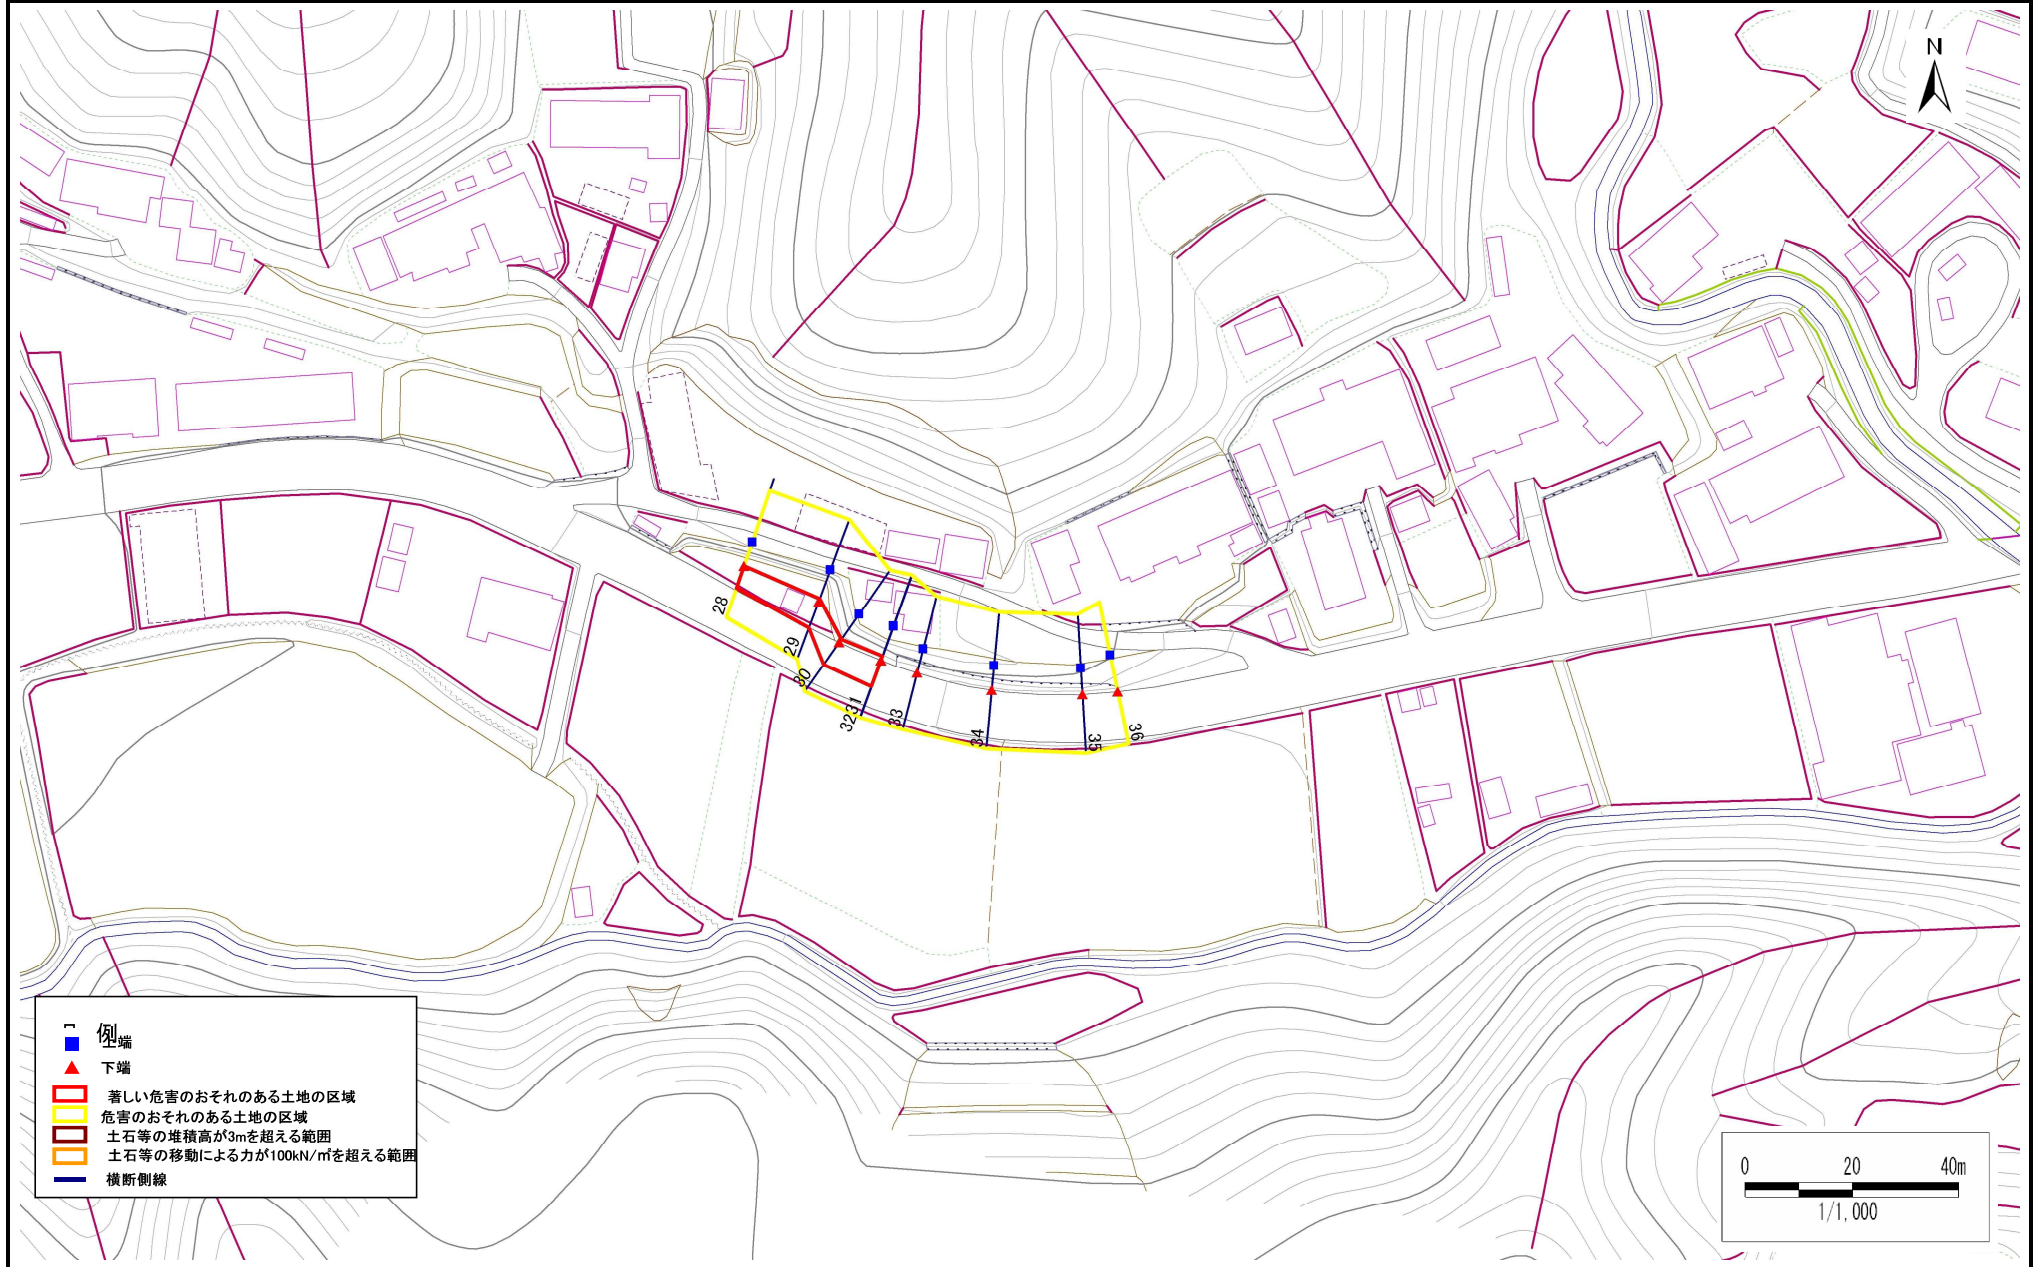 N
28
29
30
3231
33
34
35
36
例
上端
下端
著しい危害のおそれのある土地の区域
危害のおそれのある土地の区域
土石等の堆積高が3mを超える範囲
土石等の移動による力が100kN/㎡を超える範囲
横断側線
0 20 40m
1/1,000